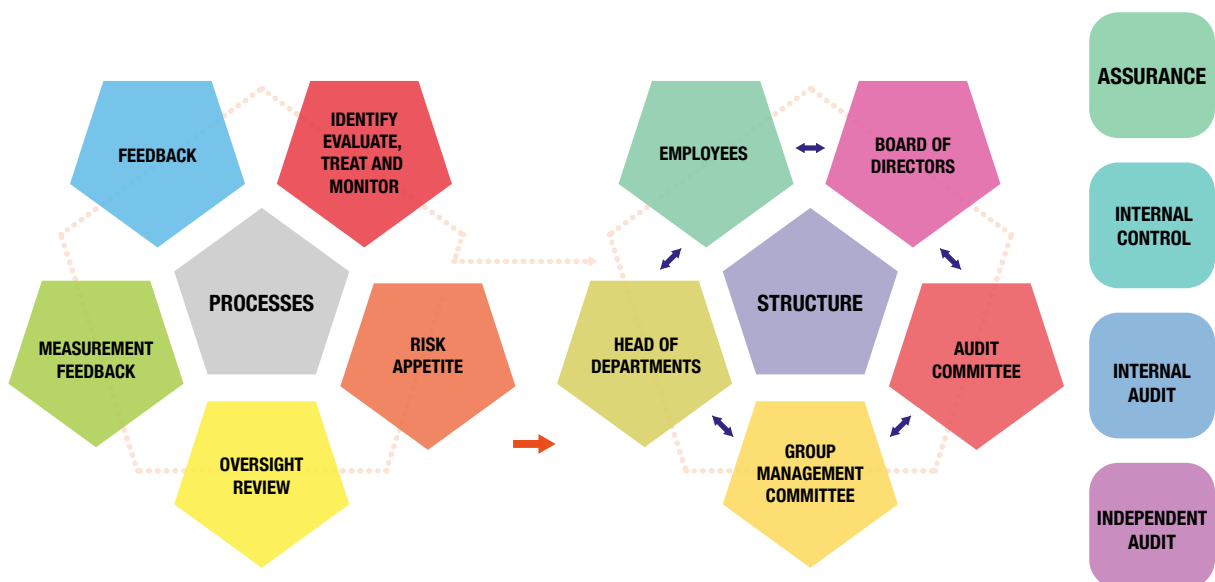 FEEDBACK
IDENTIFY
EVALUATE,
TREAT AND
MONITOR
PROCESSES
MEASUREMENT
FEEDBACK
RISK
APPETITE
OVERSIGHT
REVIEW
EMPLOYEES
BOARD OF
DIRECTORS
STRUCTURE
HEAD OF
DEPARTMENTS
AUDIT
COMMITTEE
GROUP
MANAGEMENT
COMMITTEE
ASSURANCE
INTERNAL
CONTROL
INTERNAL
AUDIT
INDEPENDENT
AUDIT